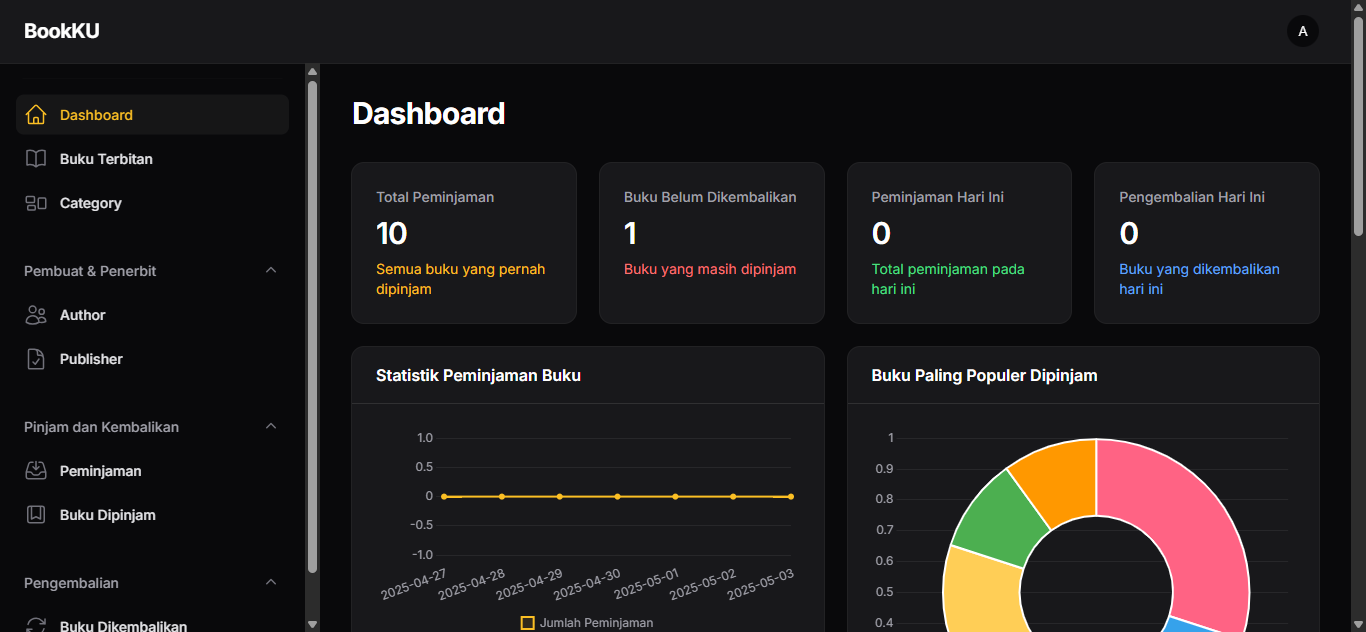 BookKU
A
Dashboard
Buku Terbitan
Category
Pembuat & Penerbit
Author
Publisher
Pinjam dan Kembalikan
Peminjaman
Buku Dipinjam
Pengembalian
Buku Dikembalikan
Dashboard
Total Peminjaman
10
Semua buku yang pernah
dipinjam
Buku Belum Dikembalikan
1
Buku yang masih dipinjam
Peminjaman Hari Ini
0
Total peminjaman pada
hari ini
Pengembalian Hari Ini
0
Buku yang dikembalikan
hari ini
Statistik Peminjaman Buku
1.0
0.5
0
-0.5
-1.0
2025-04-27 2025-04-28 2025-04-29 2025-04-30 2025-05-01 2025-05-02 2025-05-03
Jumlah Peminjaman
Buku Paling Populer Dipinjam
1
0.9
0.8
0.7
0.6
0.5
0.4